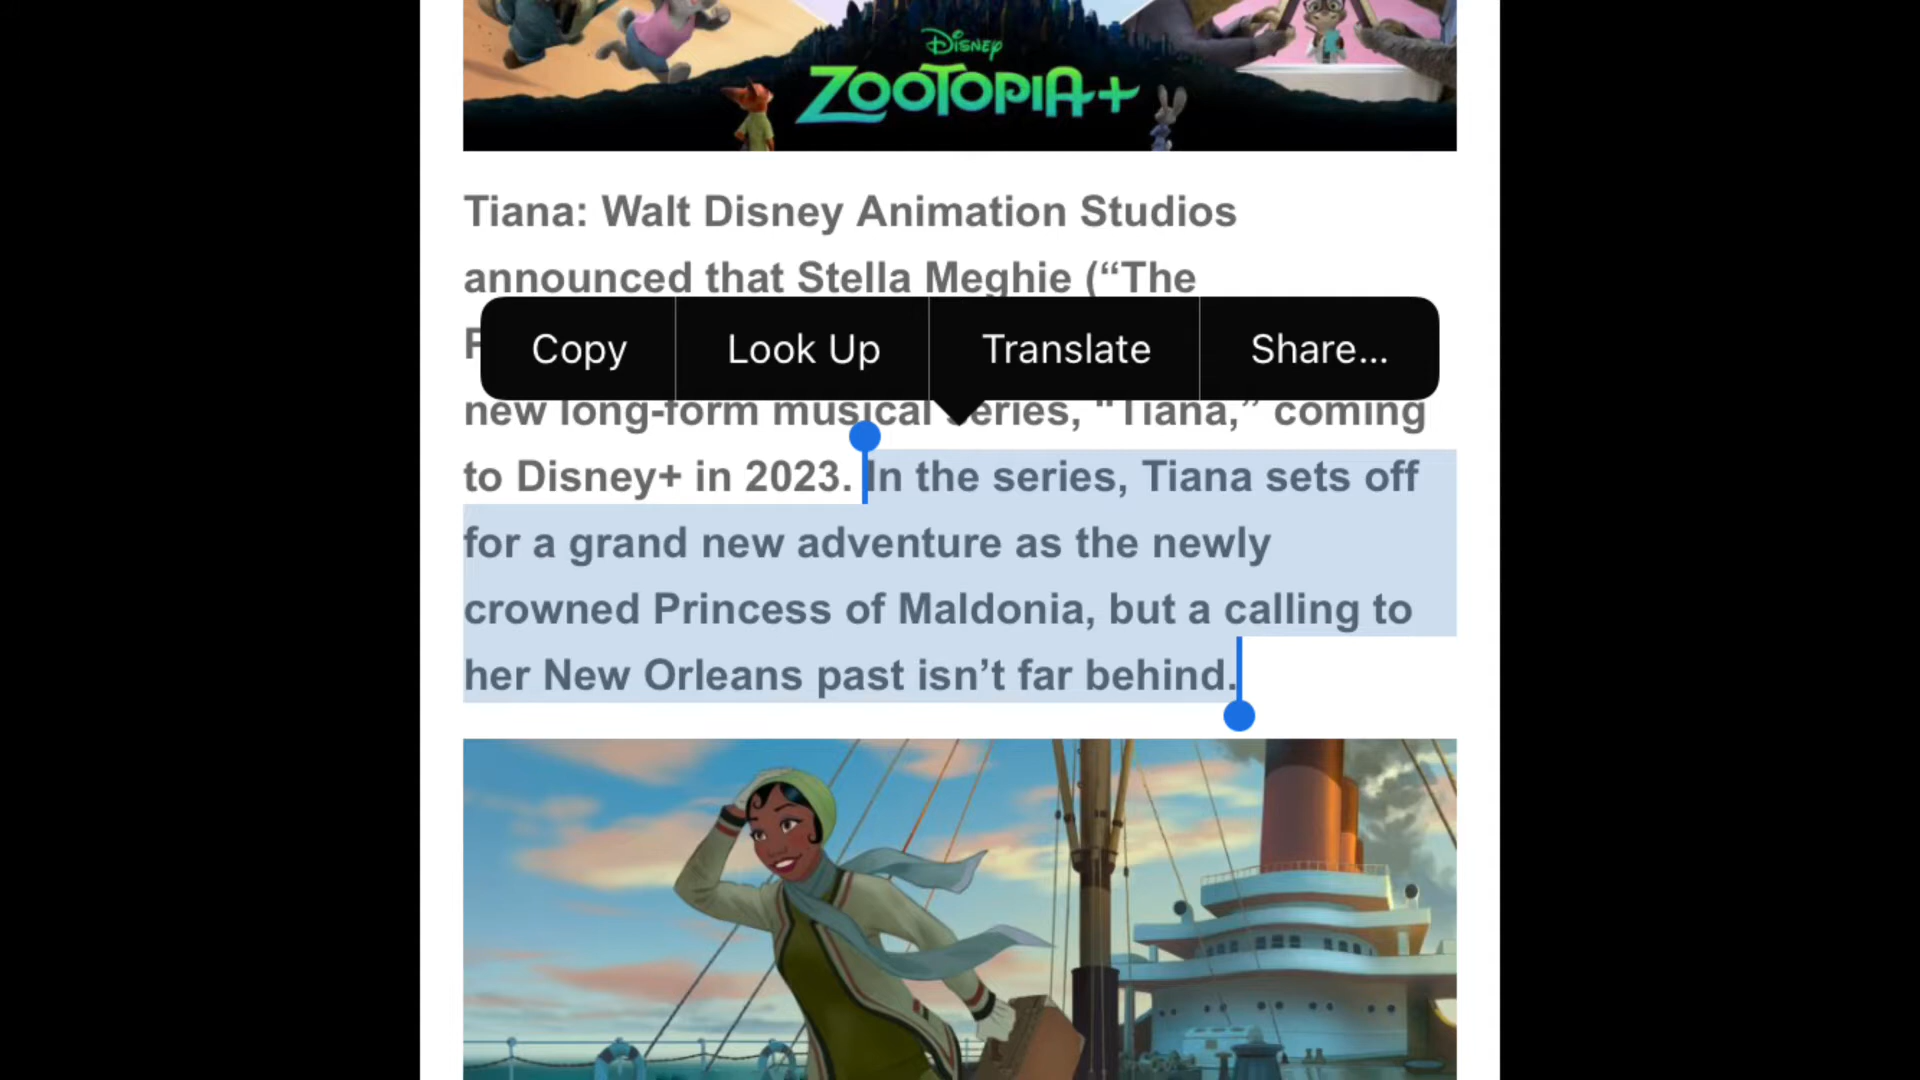 Disney
ZOOTOPIA+
Tiana: Walt Disney Animation Studios
announced that Stella Meghie (“The
Copy
Look Up
Translate
Share...
new long-form musical series, “Tiana,” coming
to Disney+ in 2023. In the series, Tiana sets off
for a grand new adventure as the newly
crowned Princess of Maldonia, but a calling to
her New Orleans past isn’t far behind.